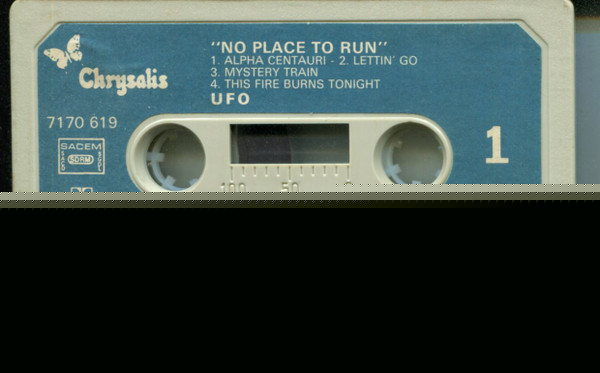 "NO PLACE TO RUN"
1. ALPHA CENTAURI - 2. LETTIN' GO
3. MYSTERY TRAIN
4. THIS FIRE BURNS TONIGHT
UFO
Chrysalis
7170 619
SACEM
1
100 50